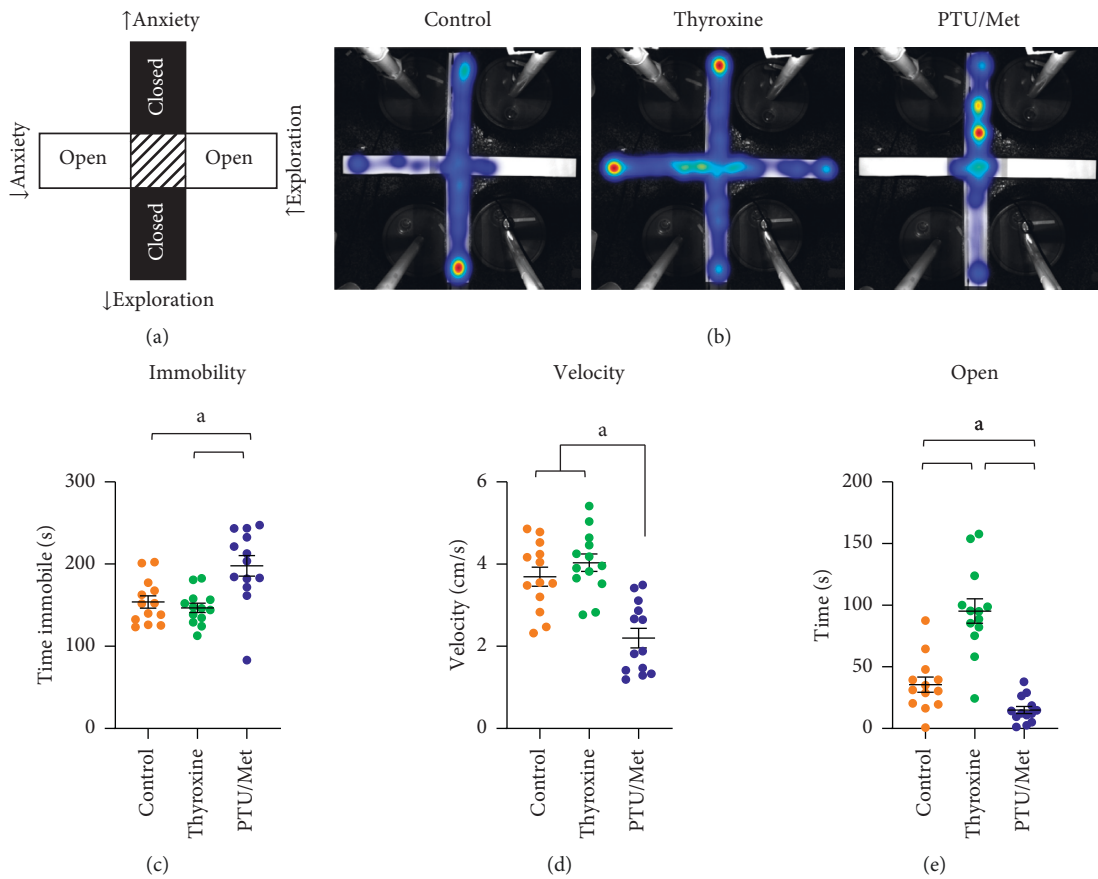 ↑Anxiety
Closed
Open
Open
Closed
↓Anxiety
↑Exploration
↓Exploration
(a)
Control
Thyroxine
PTU/Met
(b)
Immobility
a
Time immobile (s)
300
200
100
0
Control
Thyroxine
PTU/Met
(c)
Velocity
a
Velocity (cm/s)
6
4
2
0
Control
Thyroxine
PTU/Met
(d)
Open
a
Time (s)
200
150
100
50
0
Control
Thyroxine
PTU/Met
(e)